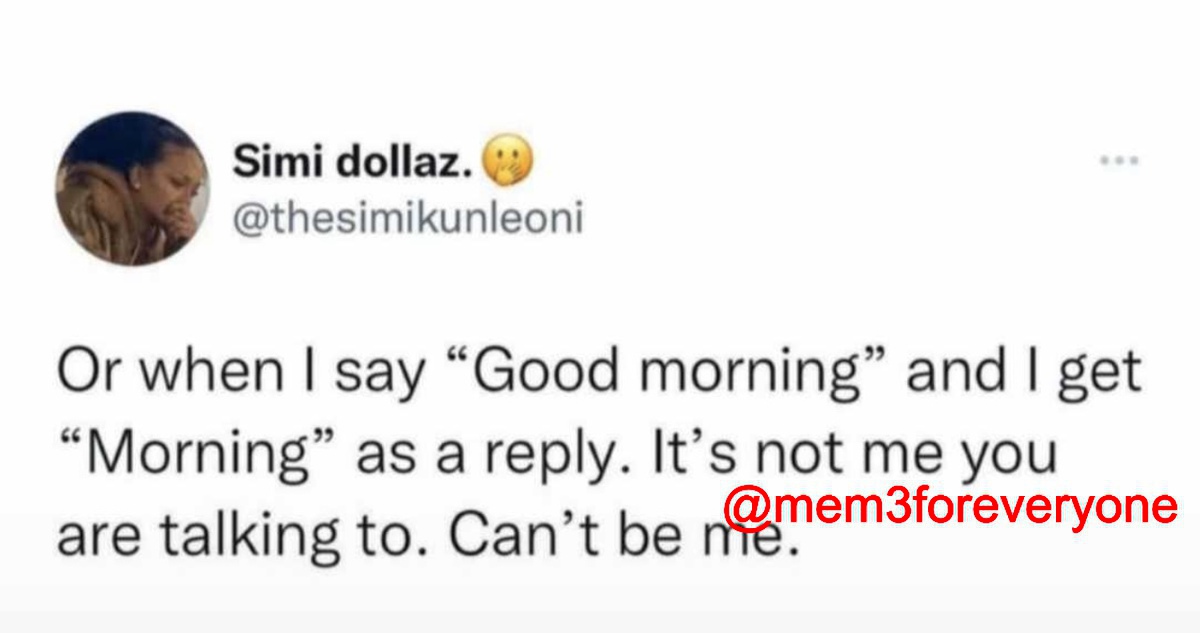 Simi dollaz. 🤭
@thesimikunleoni
Or when I say “Good morning” and I get
“Morning” as a reply. It’s not me you
are talking to. Can’t be me.
@mem3foreveryone